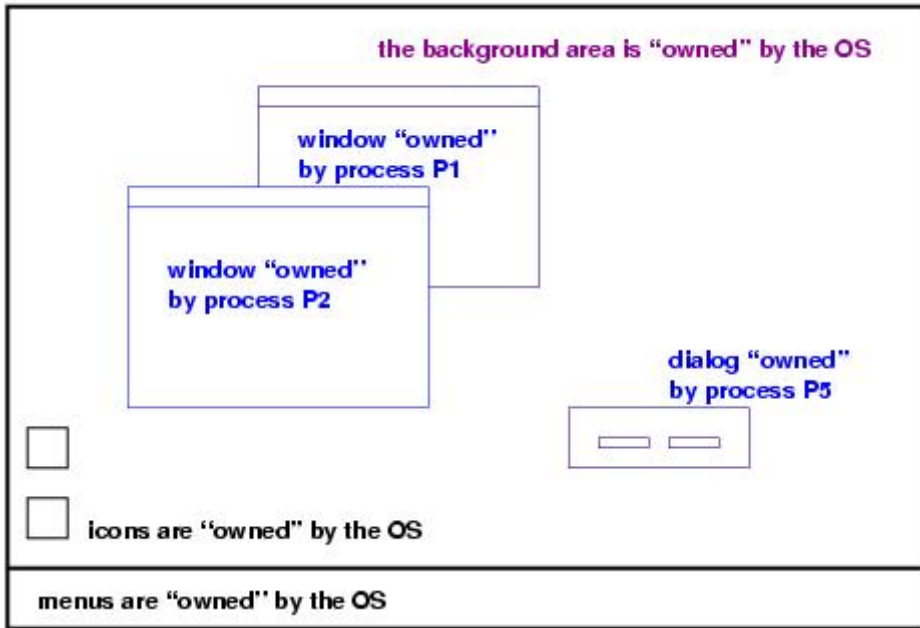 the background area is “owned” by the OS
window “owned”
by process P1
window “owned”
by process P2
dialog “owned”
by process P5
icons are “owned” by the OS
menus are “owned” by the OS